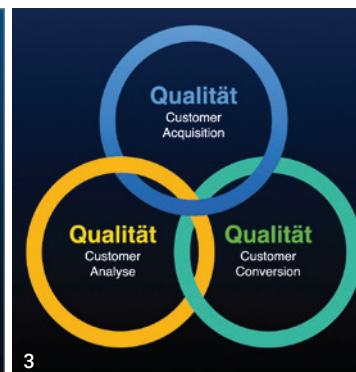 Qualität
Customer
Acquisition
Qualität
Customer
Analyse
Qualität
Customer
Conversion
3